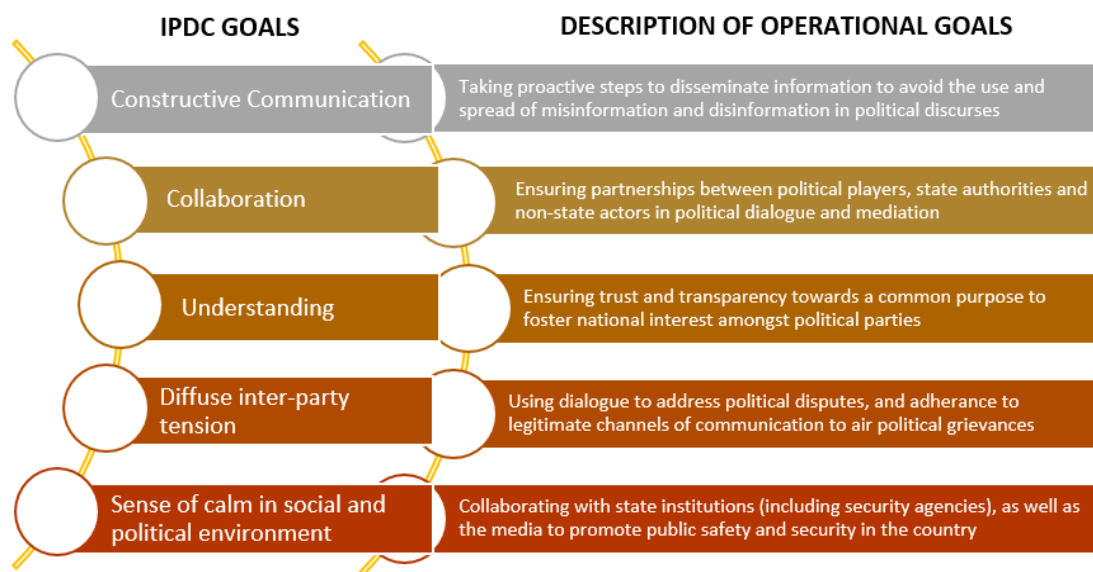 IPDC GOALS
DESCRIPTION OF OPERATIONAL GOALS
Constructive Communication
Taking proactive steps to disseminate information to avoid the use and
spread of misinformation and disinformation in political discurses
Collaboration
Ensuring partnerships between political players, state authorities and
non-state actors in political dialogue and mediation
Understanding
Ensuring trust and transparency towards a common purpose to
foster national interest amongst political parties
Diffuse inter-party
tension
Using dialogue to address political disputes, and adherance to
legitimate channels of communication to air political grievances
Sense of calm in social and
political environment
Collaborating with state institutions (including security agencies), as well as
the media to promote public safety and security in the country